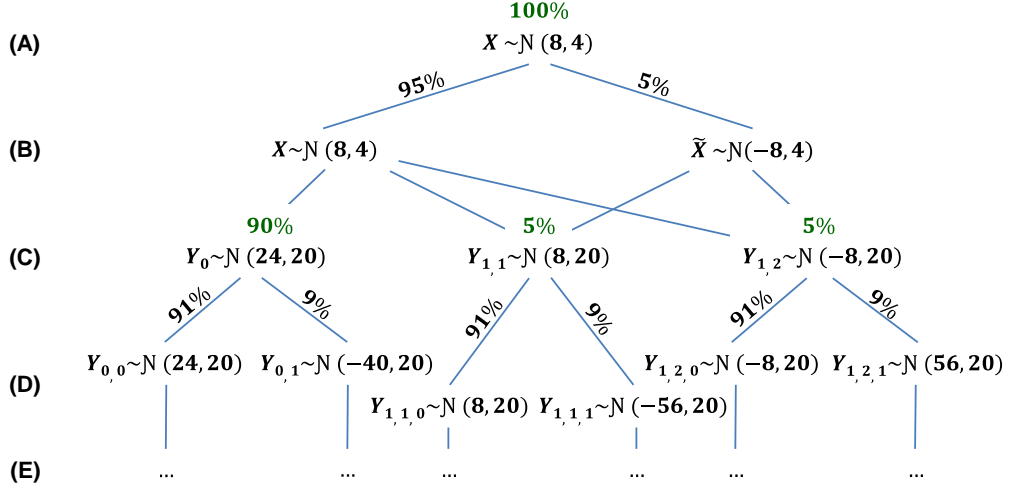 100%
(A) X ~N (8, 4)
95% 5%
(B) X~N (8, 4) X̃ ~N(−8, 4)
90% 5% 5%
(C) Y₀~N (24, 20) Y₁,₁~N (8, 20) Y₁,₂~N (−8, 20)
91% 9% 91% 9% 91% 9%
Y₀,₀~N (24, 20) Y₀,₁~N (−40, 20) Y₁,₂,₀~N (−8, 20) Y₁,₂,₁~N (56, 20)
(D)
Y₁,₁,₀~N (8, 20) Y₁,₁,₁~N (−56, 20)
(E) ... ... ... ... ... ...